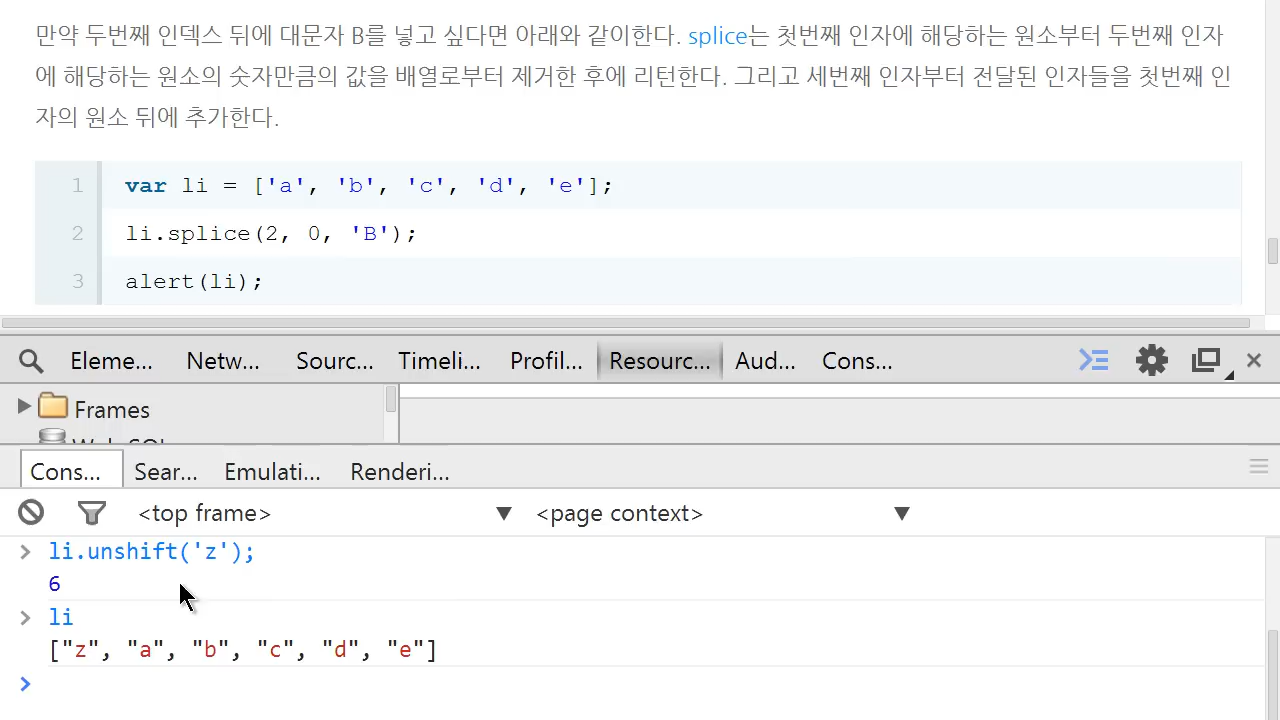 만약 두번째 인덱스 뒤에 대문자 B를 넣고 싶다면 아래와 같이한다. splice는 첫번째 인자에 해당하는 원소부터 두번째 인자
에 해당하는 원소의 숫자만큼의 값을 배열로부터 제거한 후에 리턴한다. 그리고 세번째 인자부터 전달된 인자들을 첫번째 인
자의 원소 뒤에 추가한다.
1 var li = ['a', 'b', 'c', 'd', 'e'];
2 li.splice(2, 0, 'B');
3 alert(li);
Eleme... Netw... Sourc... Timeli... Profil... Resourc... Aud... Cons...
Frames
Web SQL
Cons... Sear... Emulati... Renderi...
<top frame> <page context>
li.unshift('z');
6
li
["z", "a", "b", "c", "d", "e"]